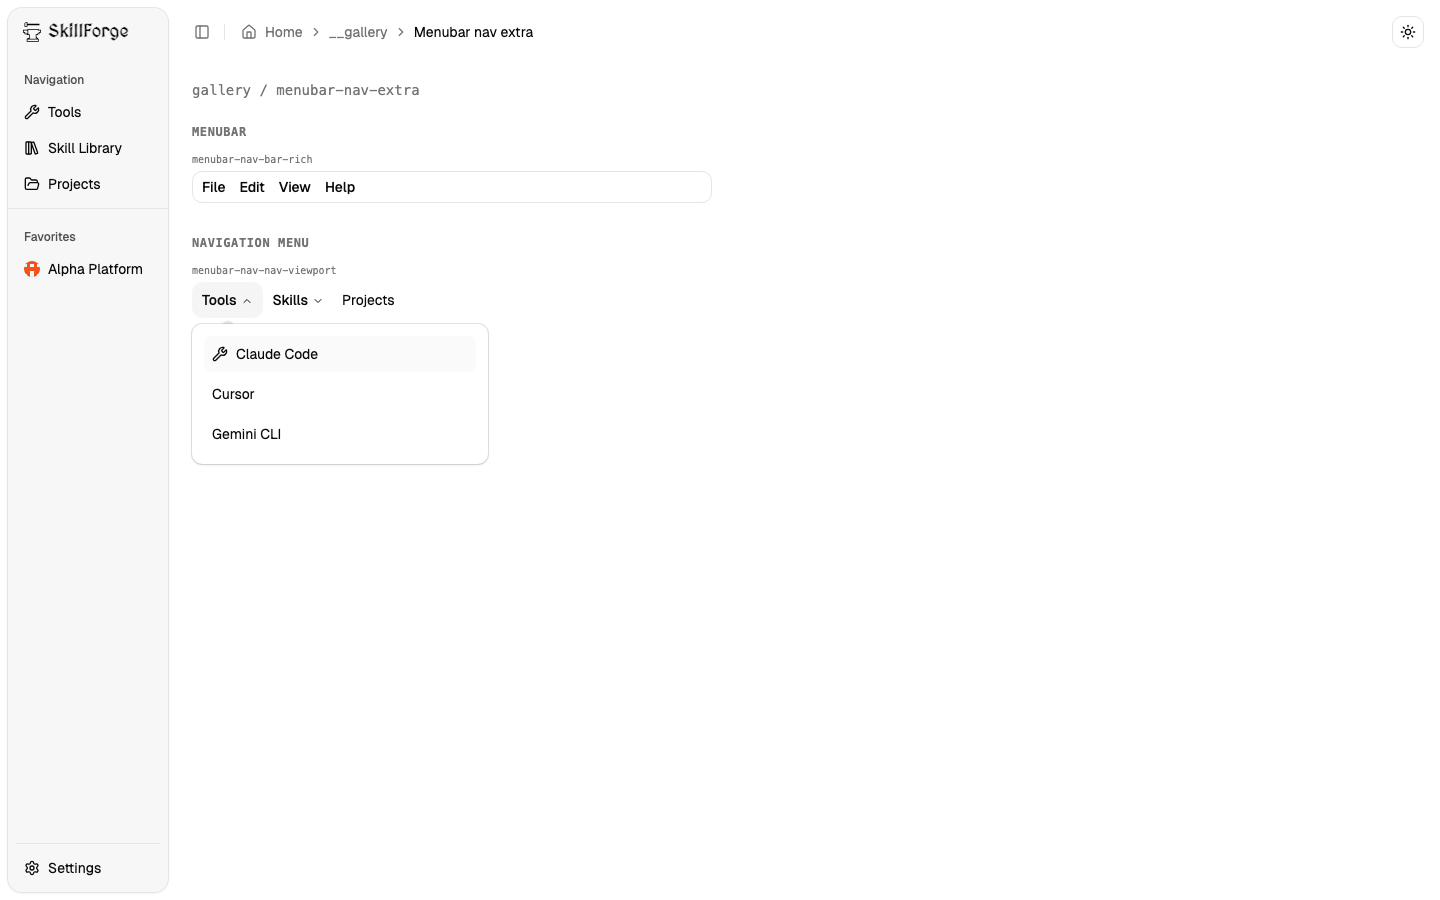 SkillForge
Navigation
Tools
Skill Library
Projects
Favorites
Alpha Platform
Settings
Home > __gallery > Menubar nav extra
gallery / menubar-nav-extra
MENUBAR
menubar-nav-bar-rich
File Edit View Help
NAVIGATION MENU
menubar-nav-nav-viewport
Tools Skills Projects
Claude Code
Cursor
Gemini CLI